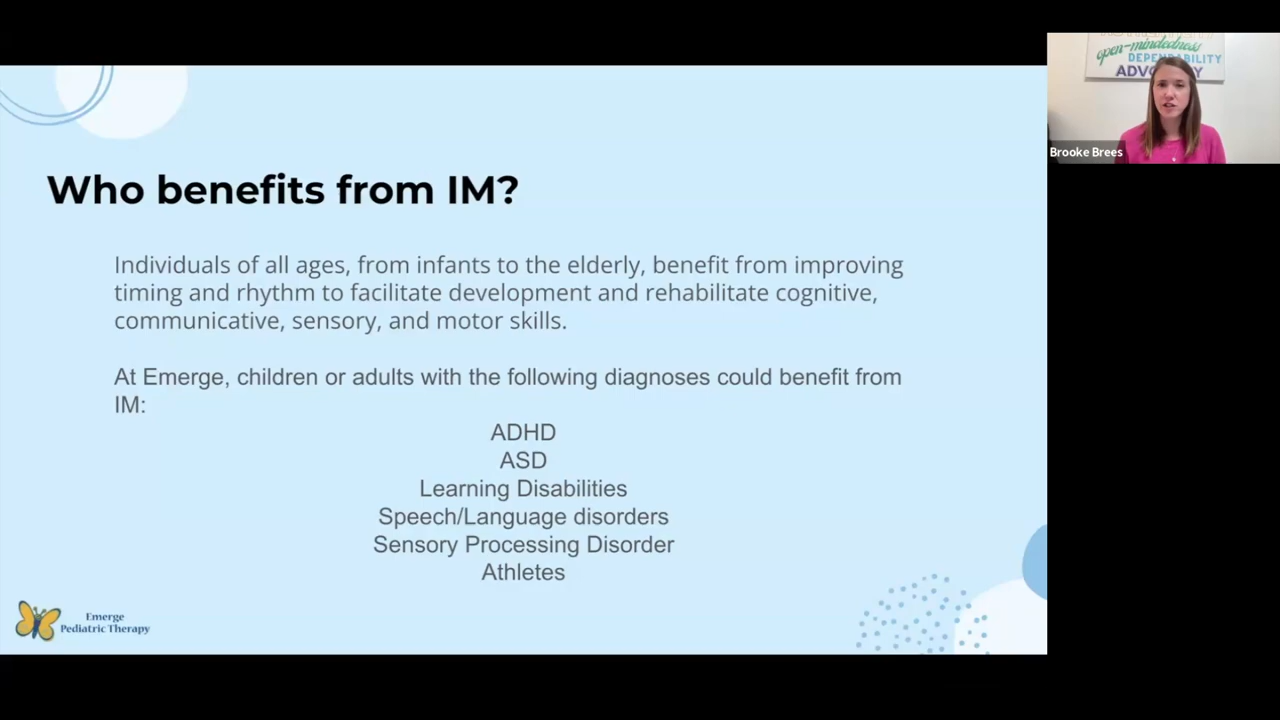 Who benefits from IM?
Individuals of all ages, from infants to the elderly, benefit from improving
timing and rhythm to facilitate development and rehabilitate cognitive,
communicative, sensory, and motor skills.
At Emerge, children or adults with the following diagnoses could benefit from
IM:
ADHD
ASD
Learning Disabilities
Speech/Language disorders
Sensory Processing Disorder
Athletes
Emerge
Pediatric Therapy
open-mindedness
DEPENDABILITY
Brooke Brees